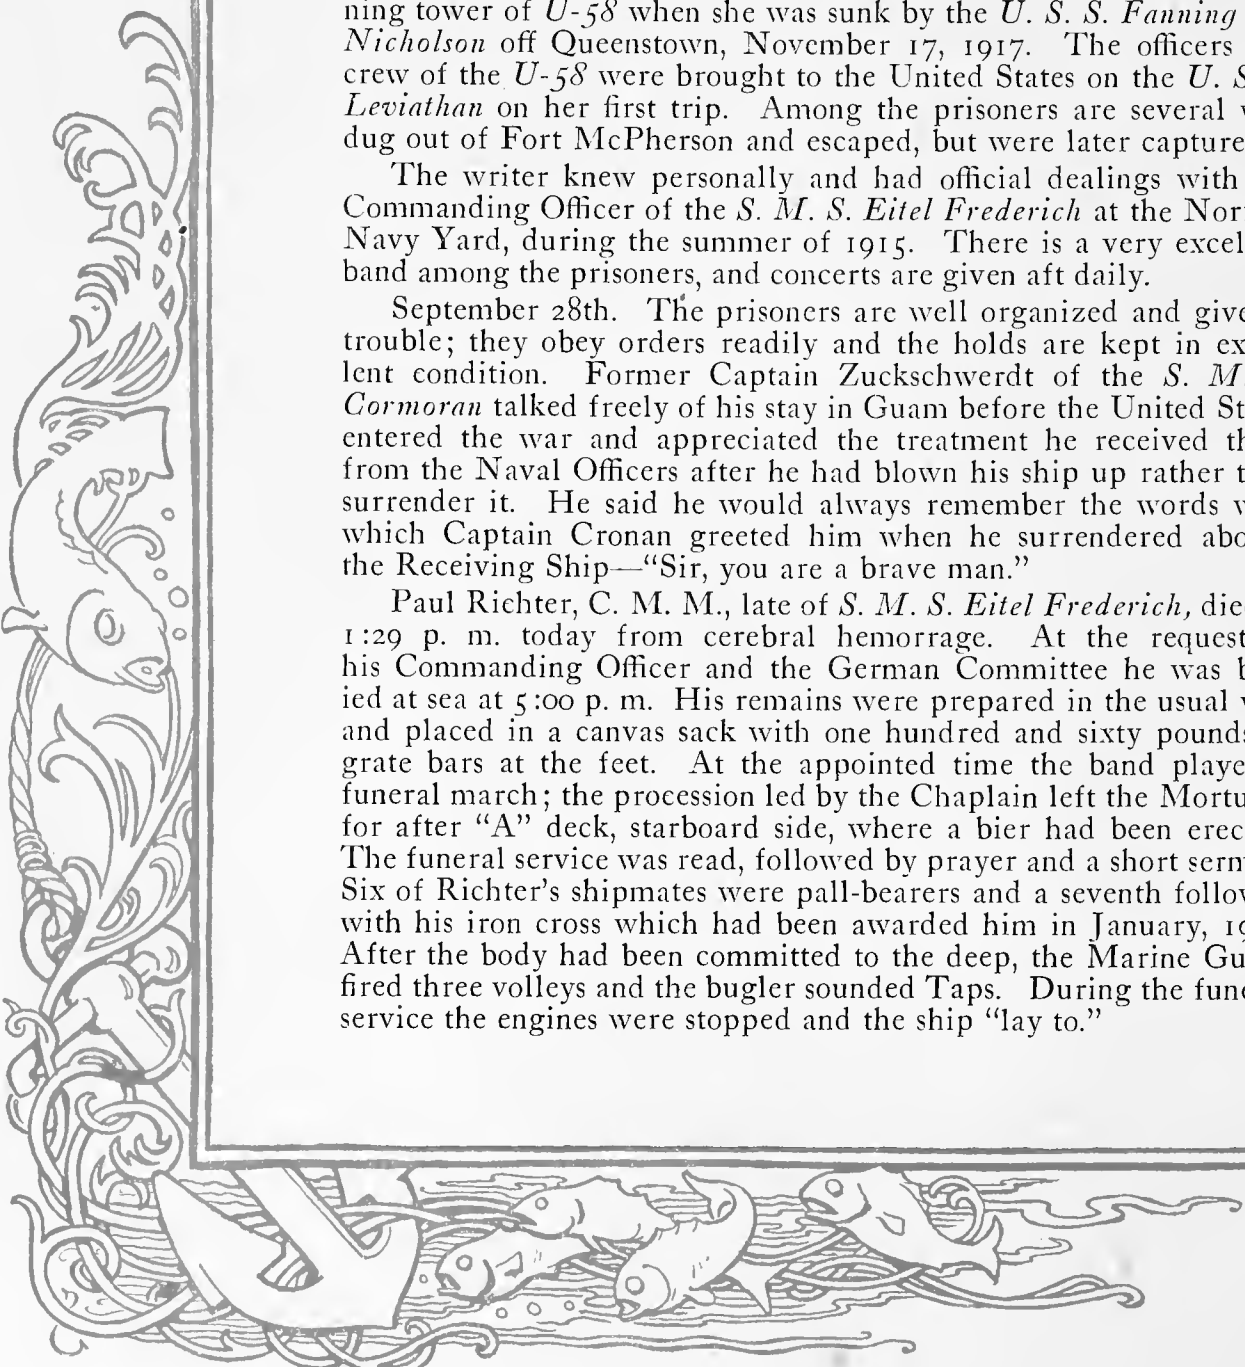 ning tower of U-58 when she was sunk by the U. S. S. Fanning
Nicholson off Queenstown, November 17, 1917. The officers
crew of the U-58 were brought to the United States on the U. S
Leviathan on her first trip. Among the prisoners are several
dug out of Fort McPherson and escaped, but were later capture
The writer knew personally and had official dealings with
Commanding Officer of the S. M. S. Eitel Frederich at the Nor
Navy Yard, during the summer of 1915. There is a very excel
band among the prisoners, and concerts are given aft daily.
September 28th. The prisoners are well organized and give
trouble; they obey orders readily and the holds are kept in ex
lent condition. Former Captain Zuckschwerdt of the S. M.
Cormoran talked freely of his stay in Guam before the United St
entered the war and appreciated the treatment he received th
from the Naval Officers after he had blown his ship up rather t
surrender it. He said he would always remember the words w
which Captain Cronan greeted him when he surrendered abo
the Receiving Ship—“Sir, you are a brave man.”
Paul Richter, C. M. M., late of S. M. S. Eitel Frederich, die
1:29 p. m. today from cerebral hemorrage. At the request
his Commanding Officer and the German Committee he was b
ied at sea at 5:00 p. m. His remains were prepared in the usual w
and placed in a canvas sack with one hundred and sixty pounds
grate bars at the feet. At the appointed time the band playe
funeral march; the procession led by the Chaplain left the Mortu
for after “A” deck, starboard side, where a bier had been erec
The funeral service was read, followed by prayer and a short serm
Six of Richter’s shipmates were pall-bearers and a seventh follow
with his iron cross which had been awarded him in January, 19
After the body had been committed to the deep, the Marine Gu
fired three volleys and the bugler sounded Taps. During the fune
service the engines were stopped and the ship “lay to.”